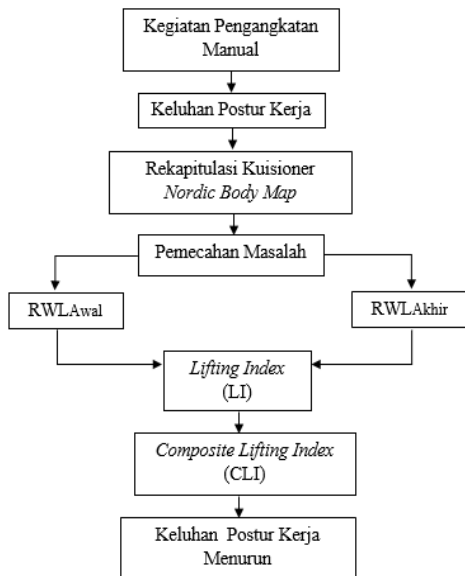 Kegiatan Pengangkatan
Manual
Keluhan Postur Kerja
Rekapitulasi Kuisioner
Nordic Body Map
Pemecahan Masalah
RWLAwal
RWLAkhir
Lifting Index
(LI)
Composite Lifting Index
(CLI)
Keluhan Postur Kerja
Menurun